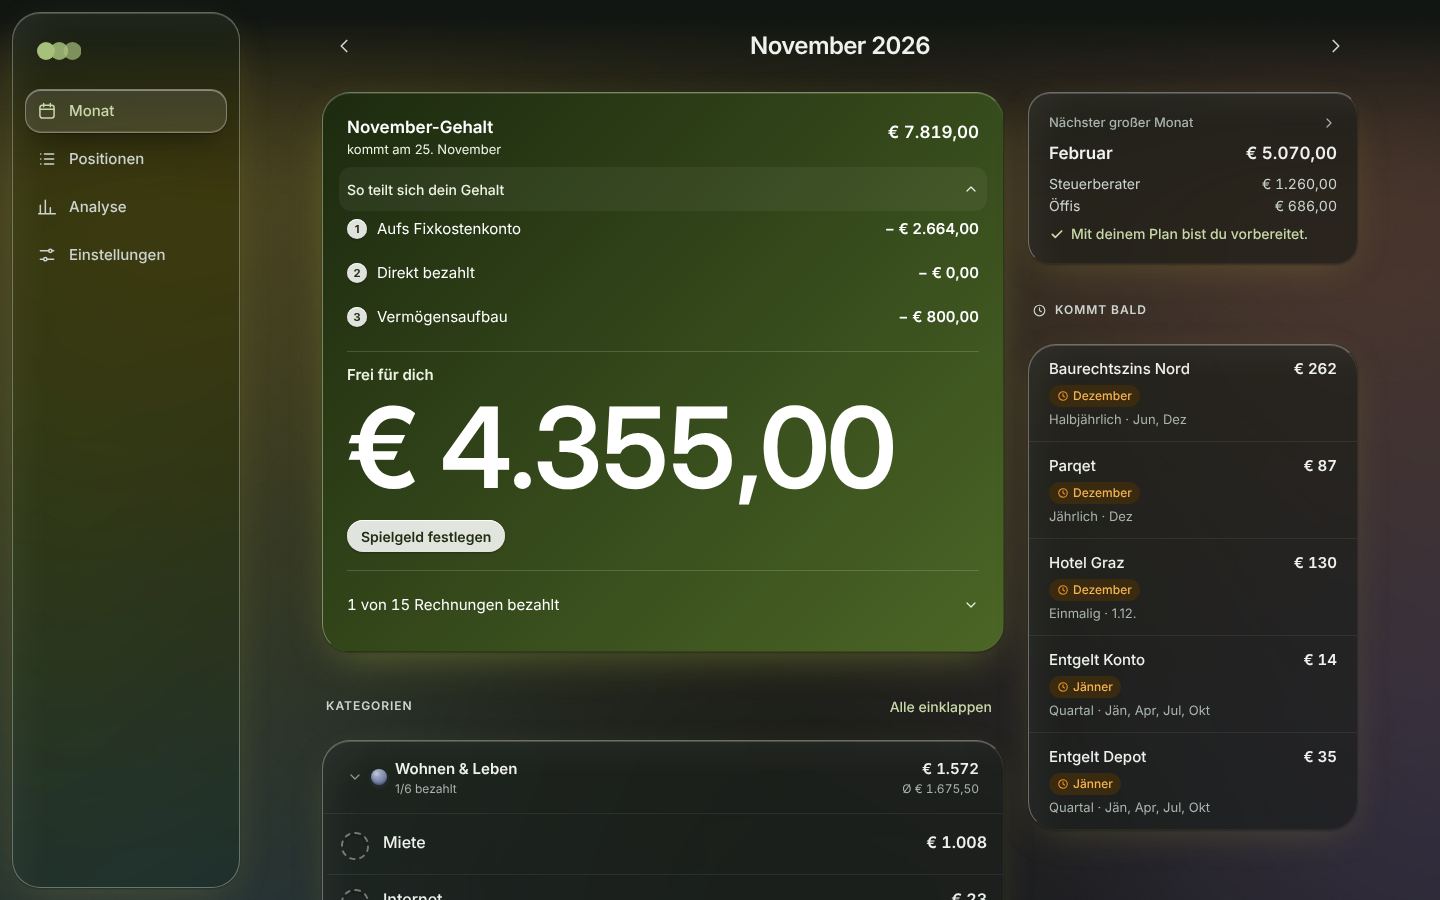 Monat
Positionen
Analyse
Einstellungen
November 2026
November-Gehalt
€ 7.819,00
kommt am 25. November
So teilt sich dein Gehalt
1 Aufs Fixkostenkonto – € 2.664,00
2 Direkt bezahlt – € 0,00
3 Vermögensaufbau – € 800,00
Frei für dich
€ 4.355,00
Spielgeld festlegen
1 von 15 Rechnungen bezahlt
KATEGORIEN
Alle einklappen
Wohnen & Leben € 1.572
1/6 bezahlt Ø € 1.675,50
Miete € 1.008
Internet € 23
Nächster großer Monat
Februar € 5.070,00
Steuerberater € 1.260,00
Öffis € 686,00
Mit deinem Plan bist du vorbereitet.
KOMMT BALD
Baurechtszins Nord € 262
Dezember
Halbjährlich · Jun, Dez
Parqet € 87
Dezember
Jährlich · Dez
Hotel Graz € 130
Dezember
Einmalig · 1.12.
Entgelt Konto € 14
Jänner
Quartal · Jän, Apr, Jul, Okt
Entgelt Depot € 35
Jänner
Quartal · Jän, Apr, Jul, Okt